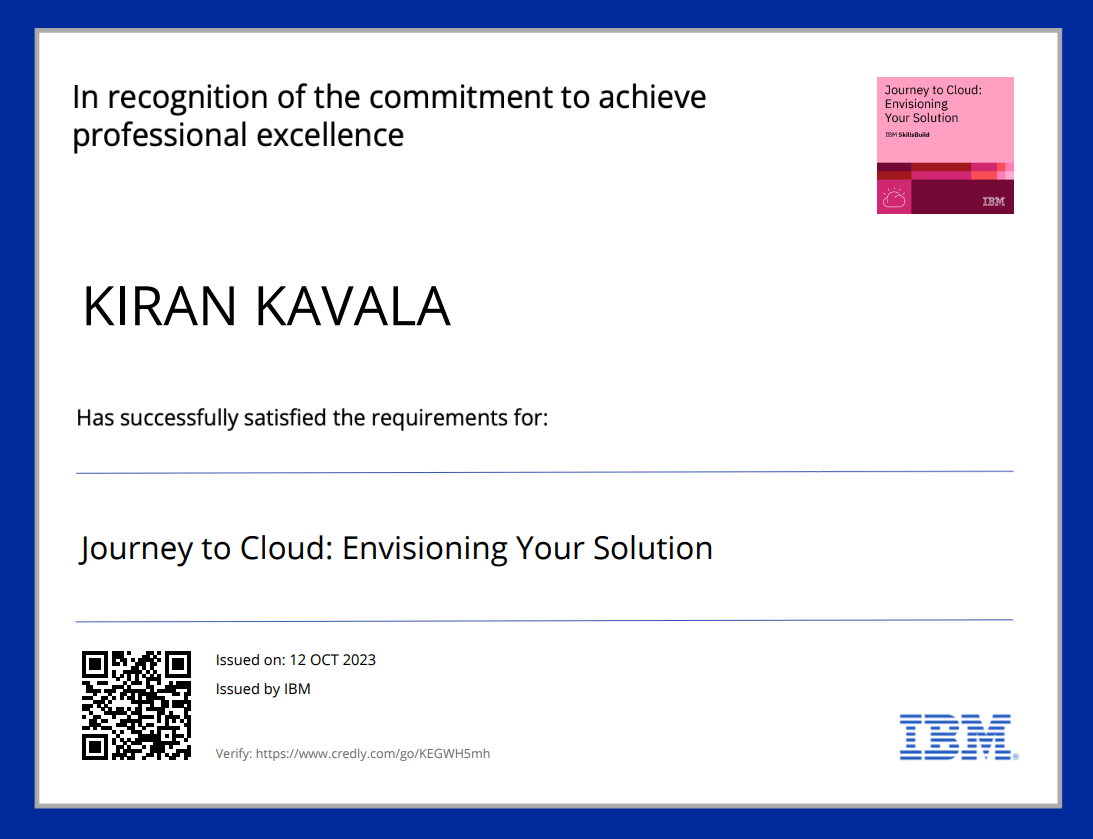 In recognition of the commitment to achieve
professional excellence
Journey to Cloud:
Envisioning
Your Solution
IBM SkillsBuild
IBM
KIRAN KAVALA
Has successfully satisfied the requirements for:
Journey to Cloud: Envisioning Your Solution
Issued on: 12 OCT 2023
Issued by IBM
Verify: https://www.credly.com/go/KEGWH5mh
IBM®